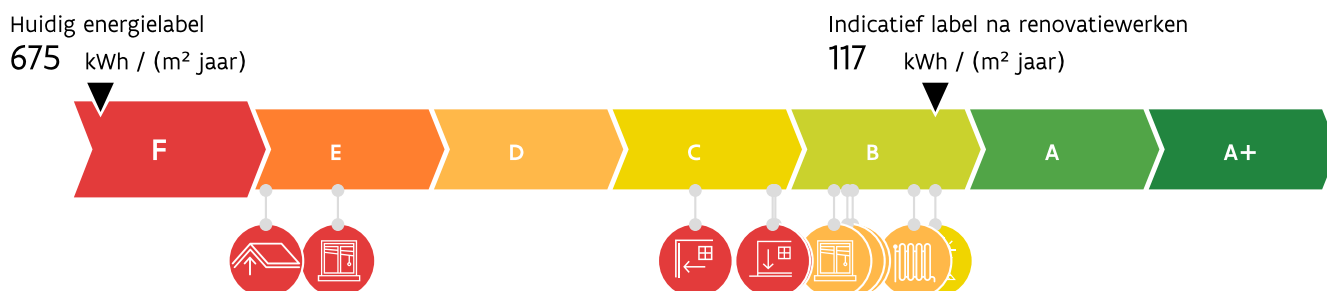 Huidig energielabel
675 kWh / (m² jaar)
Indicatief label na renovatiewerken
117 kWh / (m² jaar)
F E D C B A A+